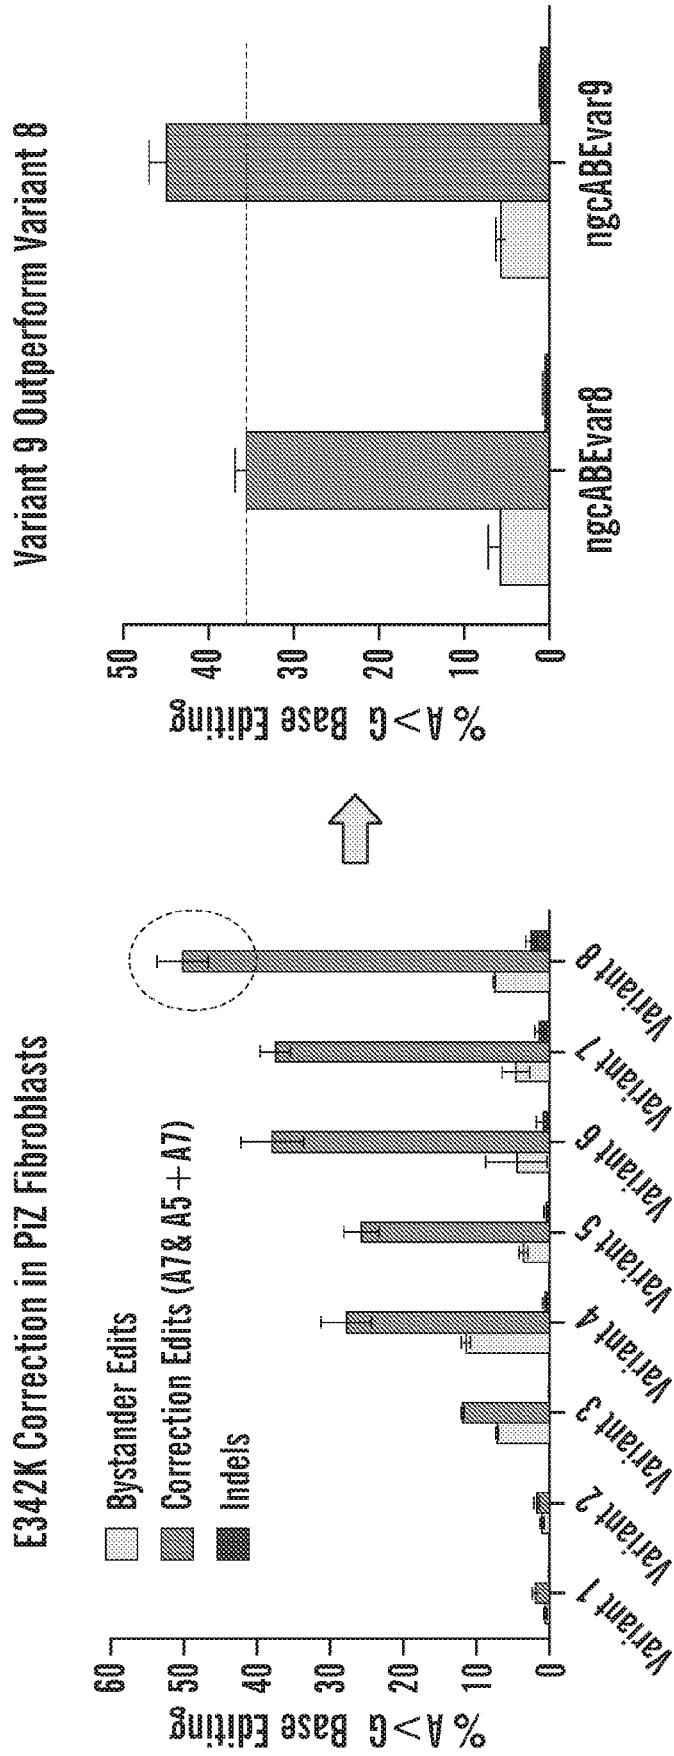 E342K Correction in PiZ Fibroblasts
Bystander Edits
Correction Edits (A7& A5+A7)
Indels
% A>G Base Editing
60
50
40
30
20
10
0
Variant 1
Variant 2
Variant 3
Variant 4
Variant 5
Variant 6
Variant 7
Variant 8
Variant 9 Outperform Variant 8
% A>G Base Editing
50
40
30
20
10
0
ngcABEvar8
ngcABEvar9